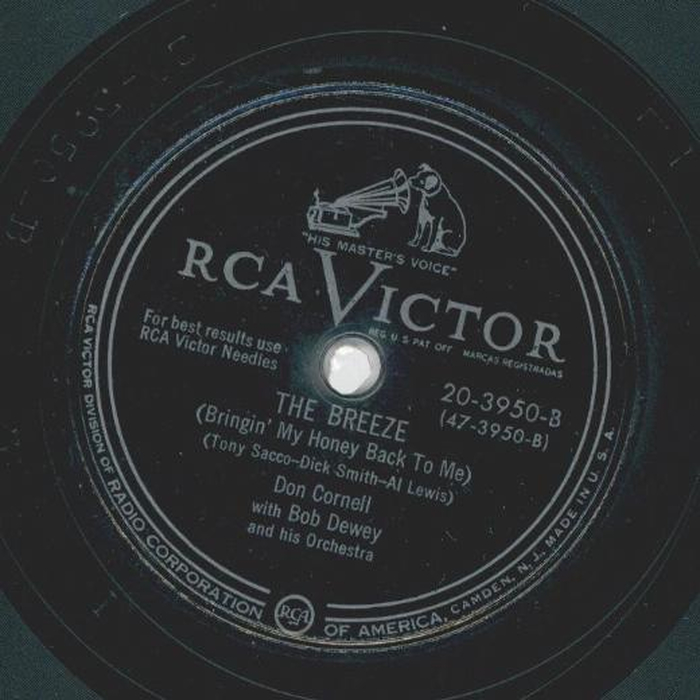 "HIS MASTER'S VOICE"
RCA VICTOR
REG. U S PAT OFF MARCAS REGISTRADAS
For best results use
RCA Victor Needles
20-3950-B
(47-3950-B)
THE BREEZE
(Bringin' My Honey Back To Me)
(Tony Sacco–Dick Smith–Al Lewis)
Don Cornell
with Bob Dewey
and his Orchestra
RCA VICTOR DIVISION OF RADIO CORPORATION OF AMERICA, CAMDEN, N. J., MADE IN U. S. A.
RCA